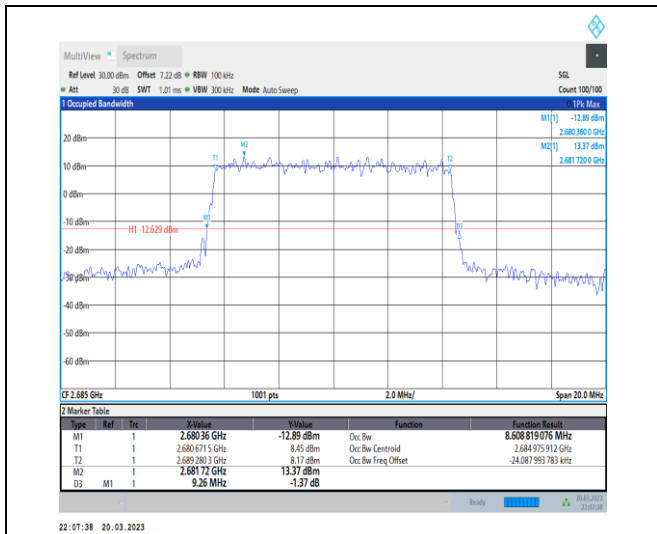 MultiView Spectrum
Ref Level 30.00 dBm Offset 7.22 dB RBW 100 kHz SGL
Att 30 dB SWT 1.01 ms VBW 300 kHz Mode Auto Sweep Count 100/100
1 Occupied Bandwidth 1Pk Max
M1[1] -12.89 dBm
2.680 360 0 GHz
M2[1] 13.37 dBm
2.681 720 0 GHz
20 dBm
M2
T1 T2
10 dBm
0 dBm
M1
-10 dBm
H1 -12.629 dBm
-20 dBm
-30 dBm
-40 dBm
-50 dBm
-60 dBm
CF 2.685 GHz 1001 pts 2.0 MHz/ Span 20.0 MHz
2 Marker Table
Type Ref Trc X-Value Y-Value Function Function Result
M1 1 2.68036 GHz -12.89 dBm Occ Bw 8.608 819 076 MHz
T1 1 2.680 671 5 GHz 8.45 dBm Occ Bw Centroid 2.684 975 912 GHz
T2 1 2.689 280 3 GHz 8.17 dBm Occ Bw Freq Offset -24.087 993 783 kHz
M2 1 2.681 72 GHz 13.37 dBm
D3 M1 1 9.26 MHz -1.37 dB
Ready 20.03.2023
22:07:38
22:07:38 20.03.2023